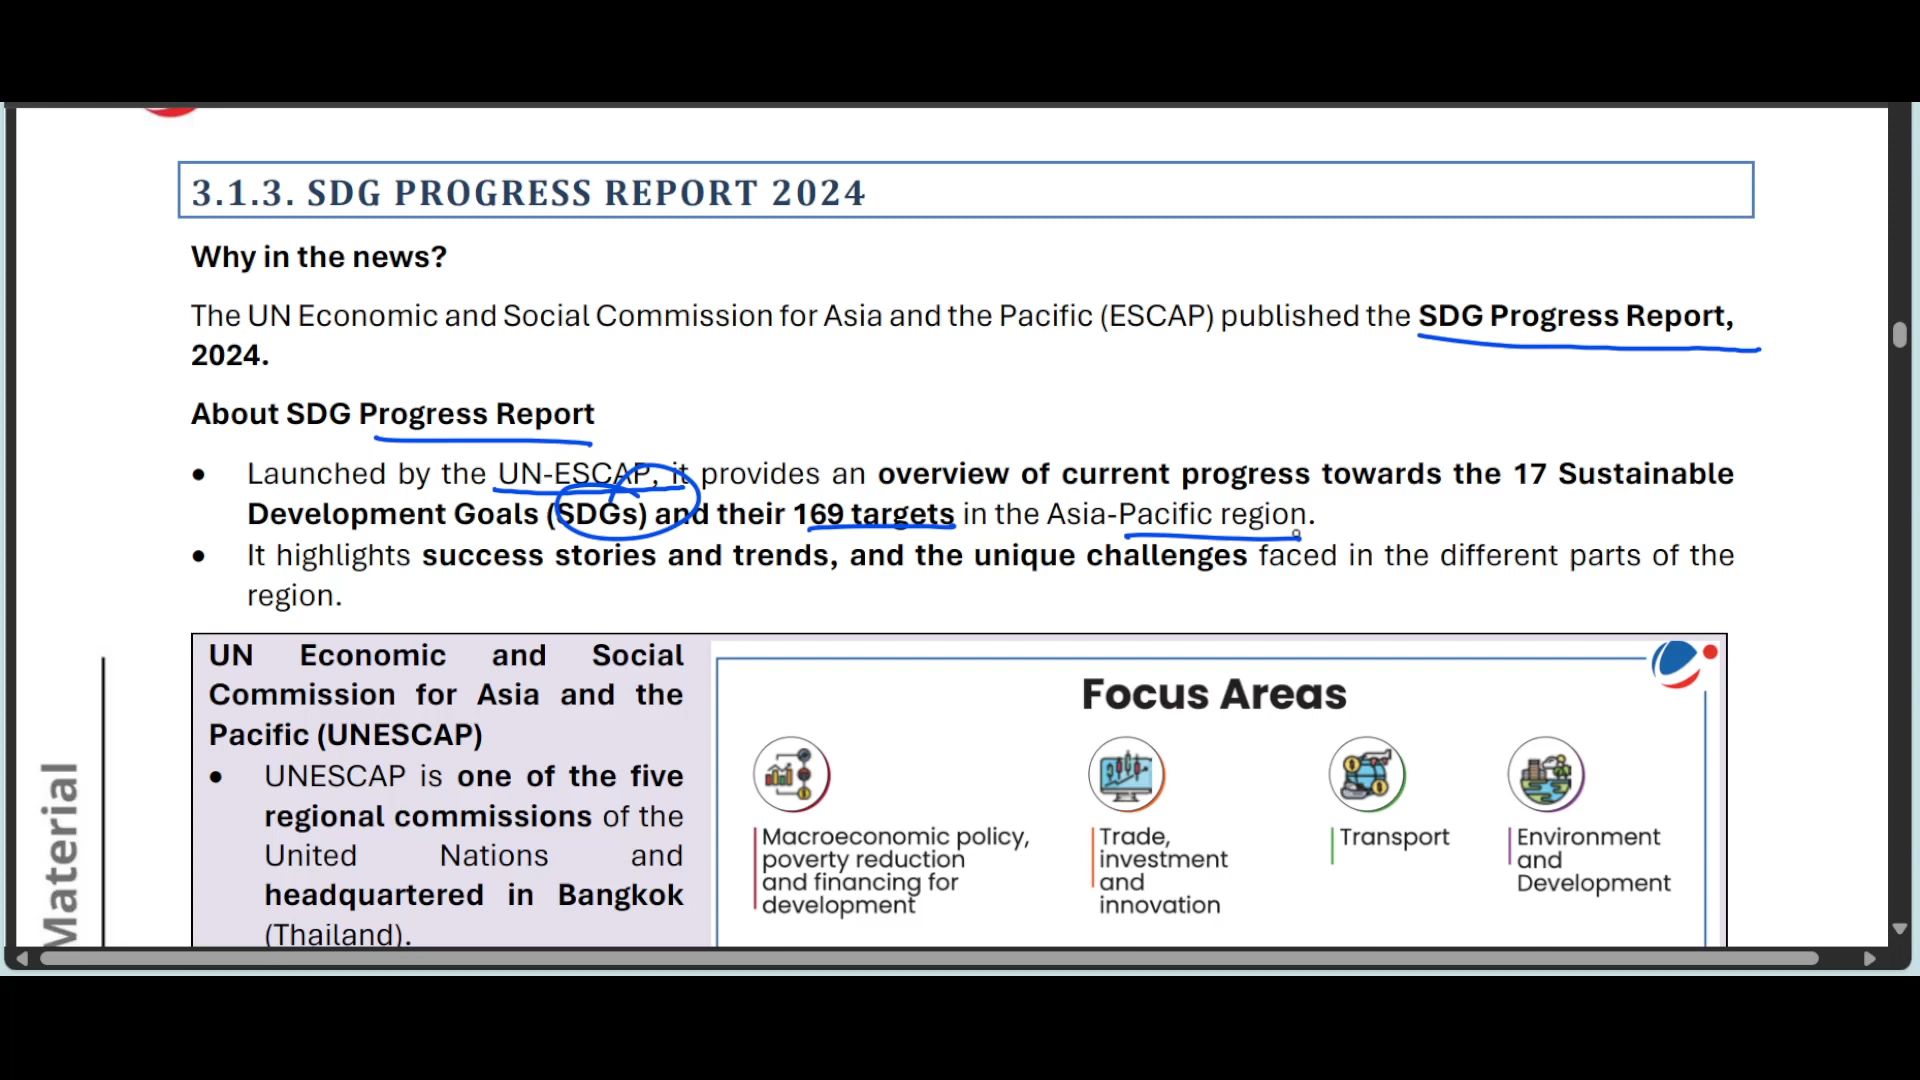 3.1.3. SDG PROGRESS REPORT 2024
Why in the news?
The UN Economic and Social Commission for Asia and the Pacific (ESCAP) published the SDG Progress Report,
2024.
About SDG Progress Report
• Launched by the UN-ESCAP, it provides an overview of current progress towards the 17 Sustainable
Development Goals (SDGs) and their 169 targets in the Asia-Pacific region.
• It highlights success stories and trends, and the unique challenges faced in the different parts of the
region.
UN Economic and Social
Commission for Asia and the
Pacific (UNESCAP)
• UNESCAP is one of the five
regional commissions of the
United Nations and
headquartered in Bangkok
(Thailand).
Focus Areas
Macroeconomic policy,
poverty reduction
and financing for
development
Trade,
investment
and
innovation
Transport
Environment
and
Development
Material